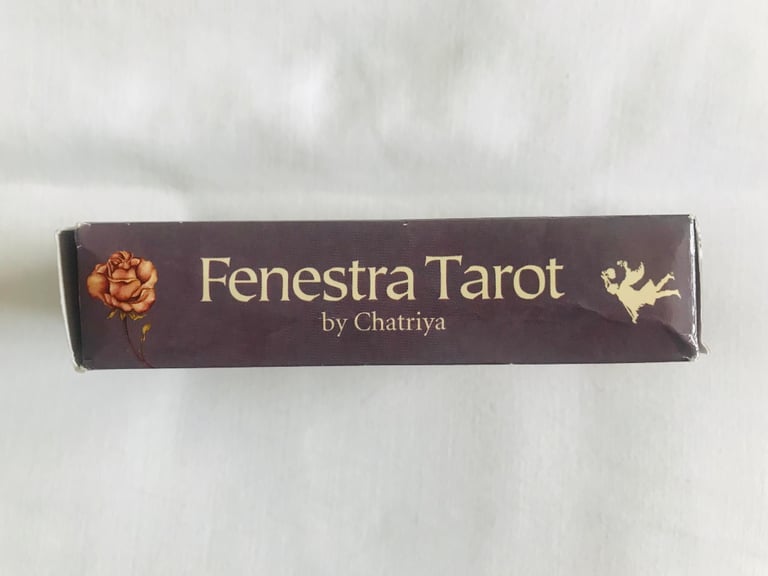 Fenestra Tarot
by Chatriya